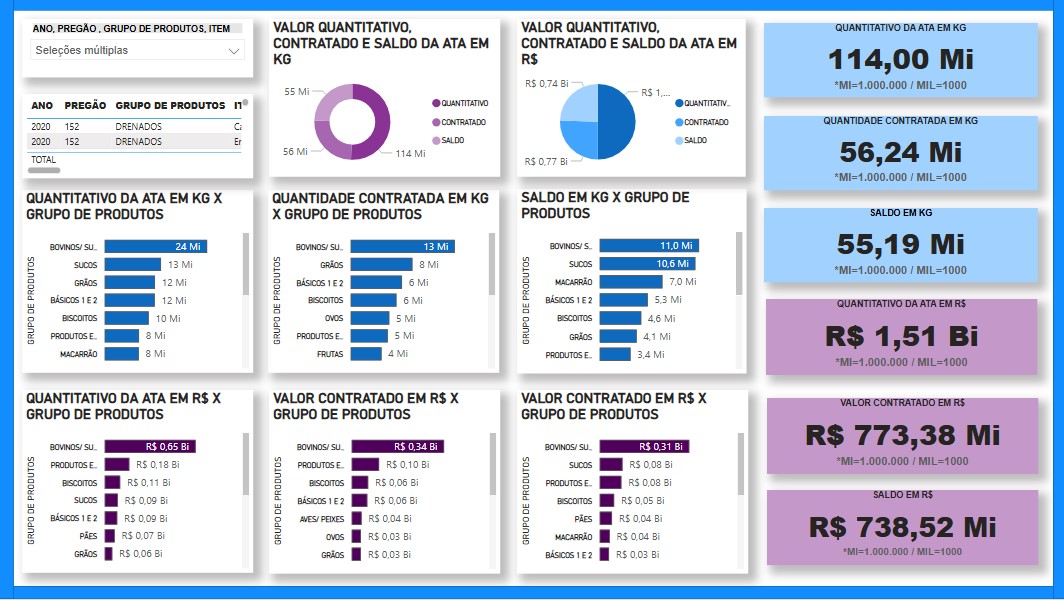 ANO, PREGÃO , GRUPO DE PRODUTOS, ITEM
Seleções múltiplas
ANO PREGÃO GRUPO DE PRODUTOS IT
2020 152 DRENADOS Ca
2020 152 DRENADOS Er
TOTAL
VALOR QUANTITATIVO,
CONTRATADO E SALDO DA ATA EM
KG
55 Mi
56 Mi
114 Mi
QUANTITATIVO
CONTRATADO
SALDO
VALOR QUANTITATIVO,
CONTRATADO E SALDO DA ATA EM
R$
R$ 0,74 Bi
R$ 1,...
R$ 0,77 Bi
QUANTITATIV...
CONTRATADO
SALDO
QUANTITATIVO DA ATA EM KG
114,00 Mi
*MI=1.000.000 / MIL=1000
QUANTIDADE CONTRATADA EM KG
56,24 Mi
*MI=1.000.000 / MIL=1000
SALDO EM KG
55,19 Mi
*MI=1.000.000 / MIL=1000
QUANTITATIVO DA ATA EM R$
R$ 1,51 Bi
*MI=1.000.000 / MIL=1000
VALOR CONTRATADO EM R$
R$ 773,38 Mi
*MI=1.000.000 / MIL=1000
SALDO EM R$
R$ 738,52 Mi
*MI=1.000.000 / MIL=1000
QUANTITATIVO DA ATA EM KG X
GRUPO DE PRODUTOS
GRUPO DE PRODUTOS
BOVINOS/ SU... 24 Mi
SUCOS 13 Mi
GRÃOS 12 Mi
BÁSICOS 1 E 2 12 Mi
BISCOITOS 10 Mi
PRODUTOS E... 8 Mi
MACARRÃO 8 Mi
QUANTIDADE CONTRATADA EM KG
X GRUPO DE PRODUTOS
GRUPO DE PRODUTOS
BOVINOS/ SU... 13 Mi
GRÃOS 8 Mi
BÁSICOS 1 E 2 6 Mi
BISCOITOS 6 Mi
OVOS 5 Mi
PRODUTOS E... 5 Mi
FRUTAS 4 Mi
SALDO EM KG X GRUPO DE
PRODUTOS
GRUPO DE PRODUTOS
BOVINOS/ S... 11,0 Mi
SUCOS 10,6 Mi
MACARRÃO 7,0 Mi
BÁSICOS 1 E 2 5,3 Mi
BISCOITOS 4,6 Mi
GRÃOS 4,1 Mi
PRODUTOS E... 3,4 Mi
QUANTITATIVO DA ATA EM R$ X
GRUPO DE PRODUTOS
GRUPO DE PRODUTOS
BOVINOS/ SU... R$ 0,65 Bi
PRODUTOS E... R$ 0,18 Bi
BISCOITOS R$ 0,11 Bi
SUCOS R$ 0,09 Bi
BÁSICOS 1 E 2 R$ 0,09 Bi
PÃES R$ 0,07 Bi
GRÃOS R$ 0,06 Bi
VALOR CONTRATADO EM R$ X
GRUPO DE PRODUTOS
GRUPO DE PRODUTOS
BOVINOS/ SU... R$ 0,34 Bi
PRODUTOS E... R$ 0,10 Bi
BISCOITOS R$ 0,06 Bi
BÁSICOS 1 E 2 R$ 0,06 Bi
AVES/ PEIXES R$ 0,04 Bi
OVOS R$ 0,03 Bi
GRÃOS R$ 0,03 Bi
VALOR CONTRATADO EM R$ X
GRUPO DE PRODUTOS
GRUPO DE PRODUTOS
BOVINOS/ SU... R$ 0,31 Bi
SUCOS R$ 0,08 Bi
PRODUTOS E... R$ 0,08 Bi
BISCOITOS R$ 0,05 Bi
PÃES R$ 0,04 Bi
MACARRÃO R$ 0,04 Bi
BÁSICOS 1 E 2 R$ 0,03 Bi